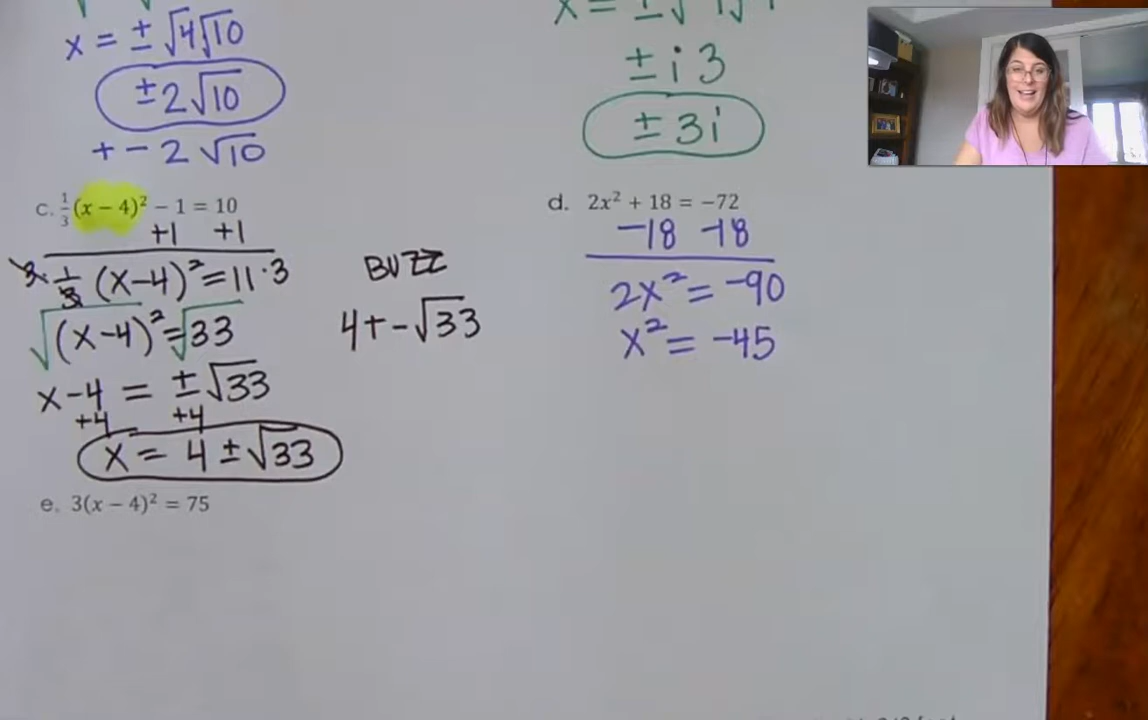 x = ±√4√10
±2√10
+ - 2 √10
± i 3
± 3i
c. 1/3(x − 4)² − 1 = 10
+1 +1
3· 1/3 (x-4)² = 11·3
√(x-4)² = √33
x-4 = ±√33
+4 +4
x = 4 ± √33
BUZZ
4+-√33
d. 2x² + 18 = −72
-18 -18
2x² = -90
x² = -45
e. 3(x − 4)² = 75